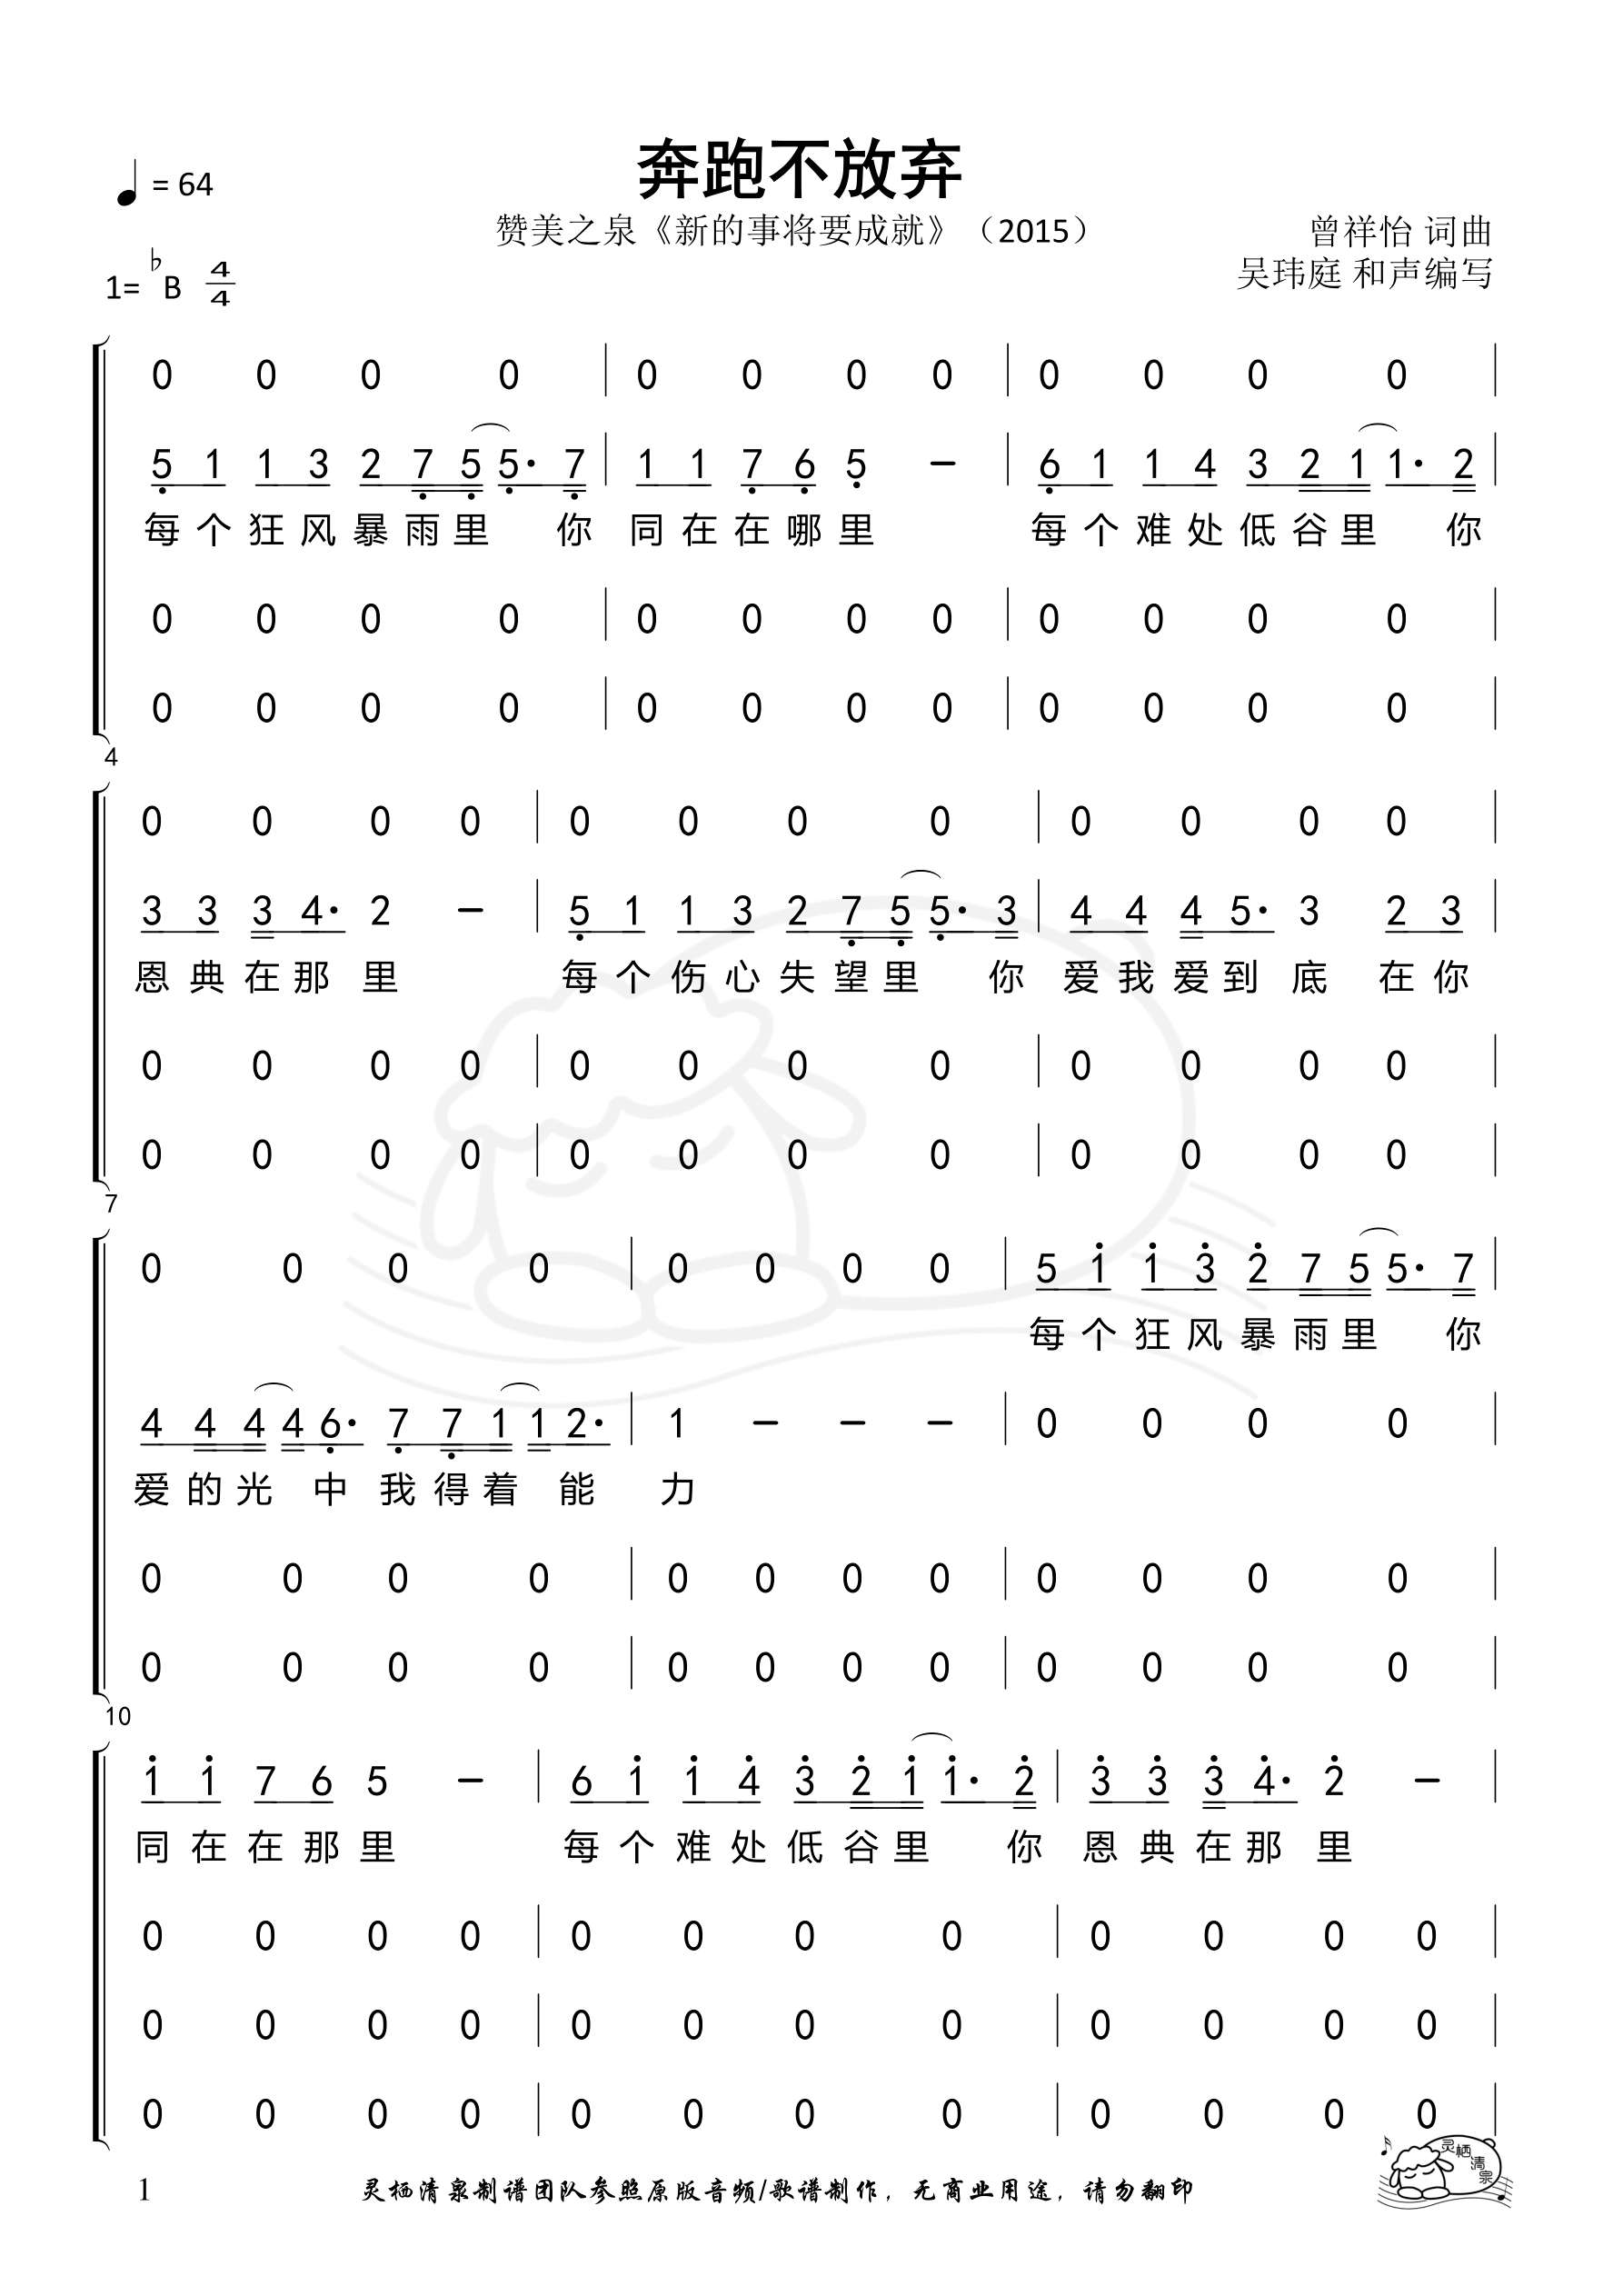 奔跑不放弃
♩ = 64
赞美之泉《新的事将要成就》（2015）
曾祥怡 词曲
1= ♭B 4/4
吴玮庭 和声编写
0 0 0 0 | 0 0 0 0 | 0 0 0 0 |
5̣ 1 1 3 2 7̣ 5̣ 5̣· 7̣ | 1 1 7̣ 6̣ 5̣ – | 6̣ 1 1 4 3 2 1 1· 2 |
每个狂风暴雨里 你 同在在哪里 每个难处低谷里 你
0 0 0 0 | 0 0 0 0 | 0 0 0 0 |
0 0 0 0 | 0 0 0 0 | 0 0 0 0 |
4
0 0 0 0 | 0 0 0 0 | 0 0 0 0 |
3 3 3 4· 2 – | 5̣ 1 1 3 2 7̣ 5̣ 5̣· 3 | 4 4 4 5· 3 2 3 |
恩典在那里 每个伤心失望里 你 爱我爱到底 在你
0 0 0 0 | 0 0 0 0 | 0 0 0 0 |
0 0 0 0 | 0 0 0 0 | 0 0 0 0 |
7
0 0 0 0 | 0 0 0 0 | 5 1̇ 1̇ 3̇ 2̇ 7 5 5· 7 |
每个狂风暴雨里 你
4 4 4 4 6̣· 7̣ 7̣ 1 1 2· | 1 – – – | 0 0 0 0 |
爱的光 中我得着 能 力
0 0 0 0 | 0 0 0 0 | 0 0 0 0 |
0 0 0 0 | 0 0 0 0 | 0 0 0 0 |
10
1̇ 1̇ 7 6 5 – | 6 1̇ 1̇ 4̇ 3̇ 2̇ 1̇ 1̇· 2̇ | 3̇ 3̇ 3̇ 4̇· 2̇ – |
同在在那里 每个难处低谷里 你 恩典在那里
0 0 0 0 | 0 0 0 0 | 0 0 0 0 |
0 0 0 0 | 0 0 0 0 | 0 0 0 0 |
0 0 0 0 | 0 0 0 0 | 0 0 0 0 |
灵栖清泉
1 灵栖清泉制谱团队参照原版音频/歌谱制作，无商业用途，请勿翻印